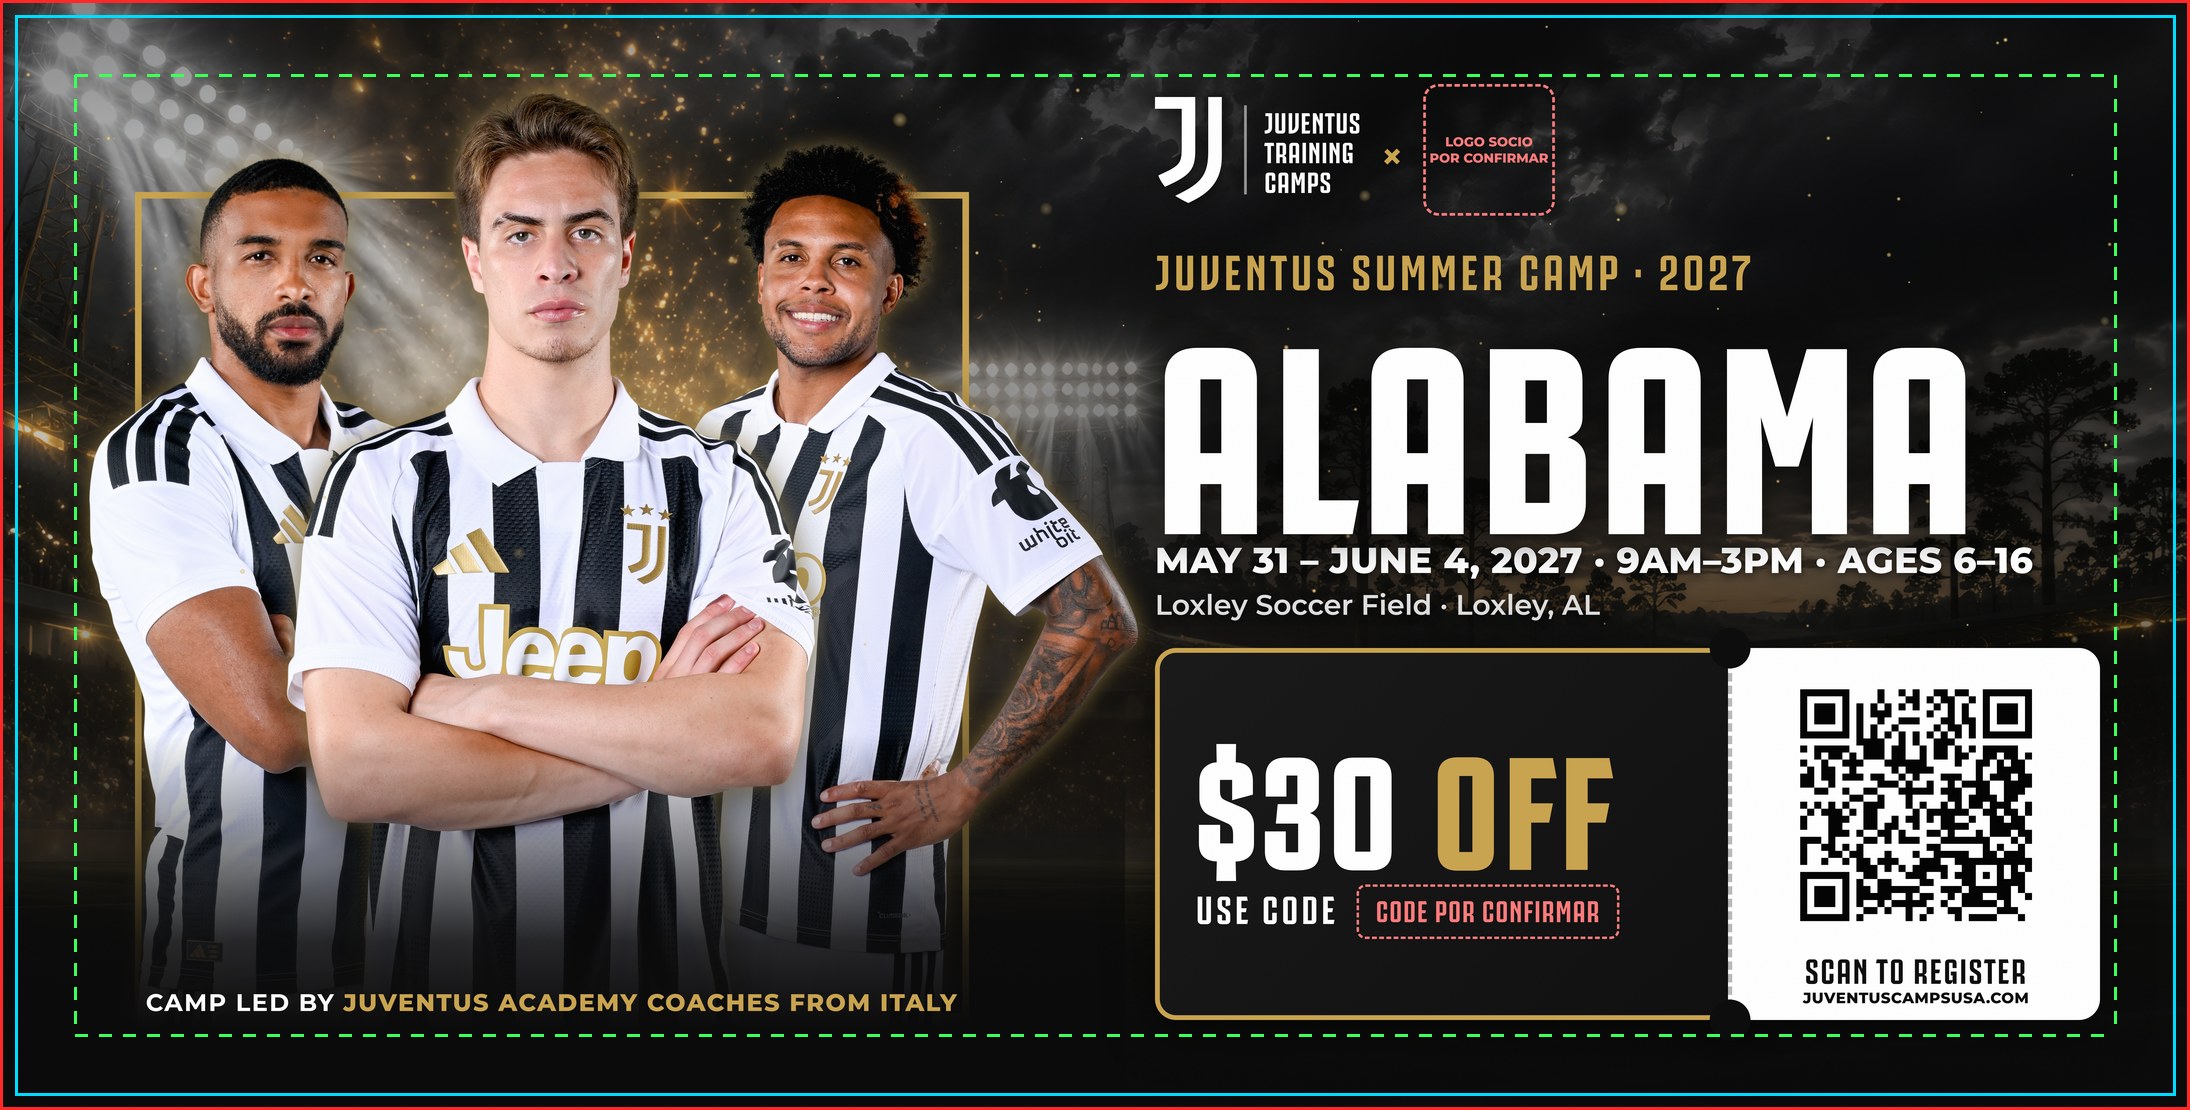 JUVENTUS
TRAINING
CAMPS
×
LOGO SOCIO
POR CONFIRMAR
JUVENTUS SUMMER CAMP · 2027
ALABAMA
MAY 31 – JUNE 4, 2027 • 9AM–3PM • AGES 6–16
Loxley Soccer Field · Loxley, AL
$30 OFF
USE CODE
CODE POR CONFIRMAR
SCAN TO REGISTER
JUVENTUSCAMPSUSA.COM
white
bit
Jeep
CAMP LED BY JUVENTUS ACADEMY COACHES FROM ITALY